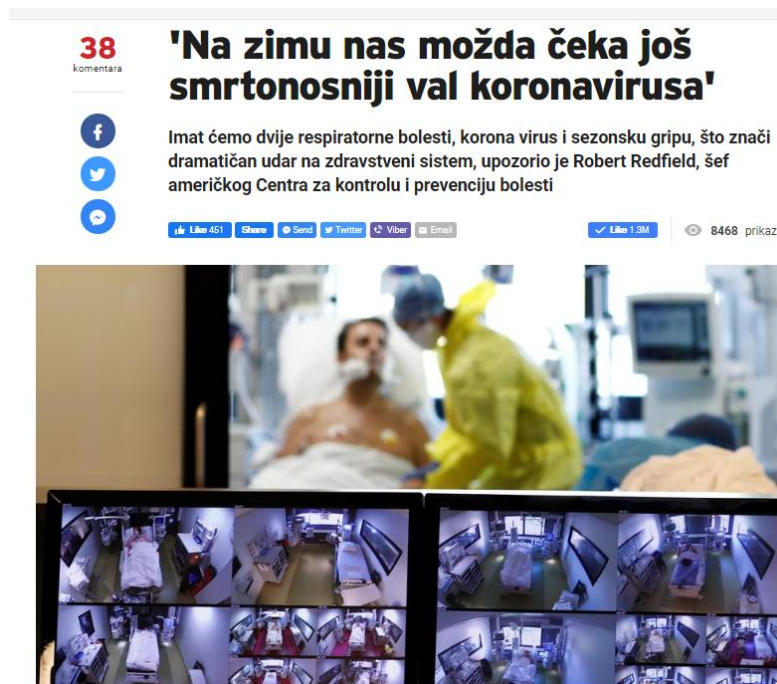 38
komentara
'Na zimu nas možda čeka još
smrtonosniji val koronavirusa'
Imat ćemo dvije respiratorne bolesti, korona virus i sezonsku gripu, što znači
dramatičan udar na zdravstveni sistem, upozorio je Robert Redfield, šef
američkog Centra za kontrolu i prevenciju bolesti
Like 451 Share Send Twitter Viber Email Like 1.3M 8468 prikaz